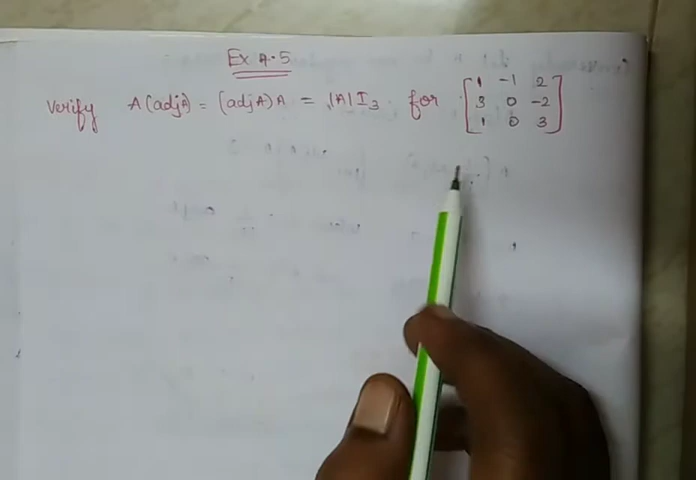 Ex 4.5
Verify A(adjA) = (adjA)A = |A|I3 for [1 -1 2
3 0 -2
1 0 3]